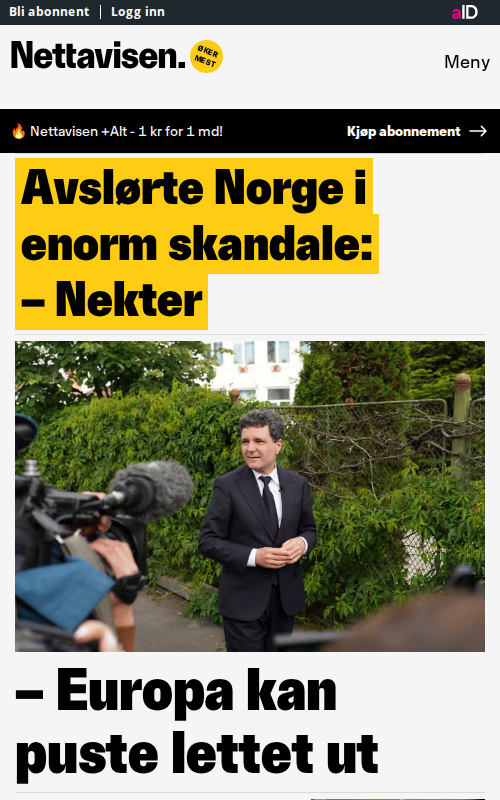 Bli abonnent | Logg inn
aID
Nettavisen.
ØKER
MEST
Meny
🔥 Nettavisen +Alt - 1 kr for 1 md!
Kjøp abonnement →
Avslørte Norge i
enorm skandale:
– Nekter
– Europa kan
puste lettet ut